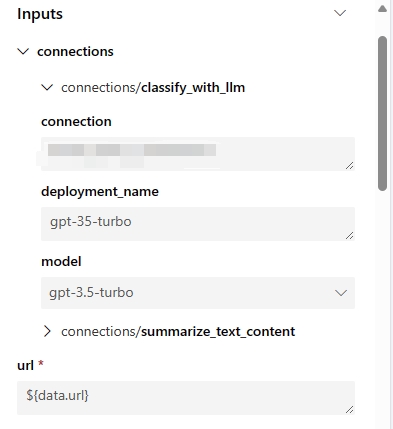 Inputs
connections
connections/classify_with_llm
connection
deployment_name
gpt-35-turbo
model
gpt-3.5-turbo
connections/summarize_text_content
url *
${data.url}